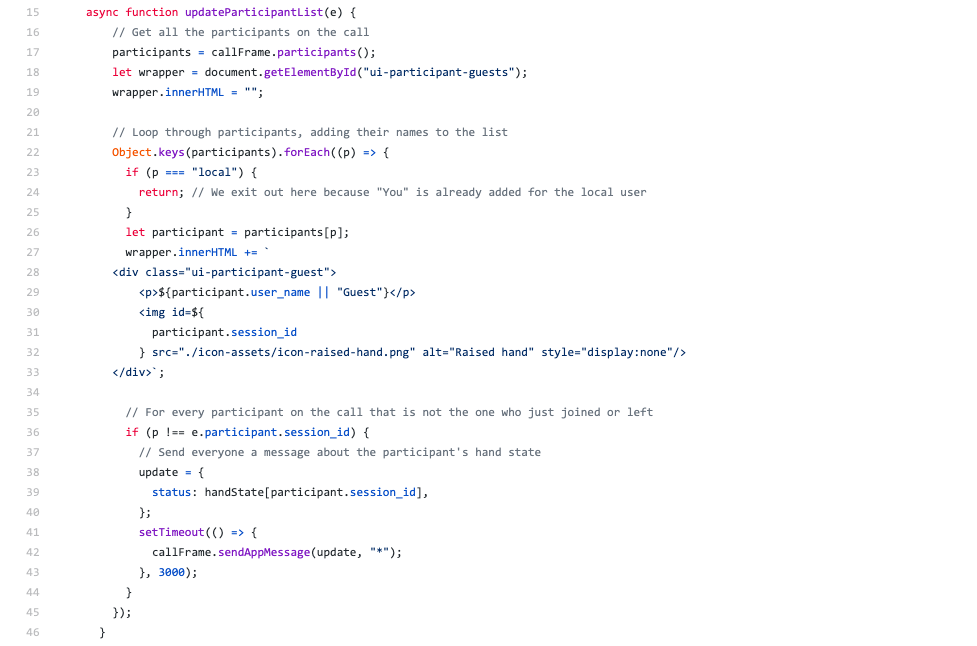 15 async function updateParticipantList(e) {
16 // Get all the participants on the call
17 participants = callFrame.participants();
18 let wrapper = document.getElementById("ui-participant-guests");
19 wrapper.innerHTML = "";
20
21 // Loop through participants, adding their names to the list
22 Object.keys(participants).forEach((p) => {
23 if (p === "local") {
24 return; // We exit out here because "You" is already added for the local user
25 }
26 let participant = participants[p];
27 wrapper.innerHTML += `
28 <div class="ui-participant-guest">
29 <p>${participant.user_name || "Guest"}</p>
30 <img id=${
31 participant.session_id
32 } src="./icon-assets/icon-raised-hand.png" alt="Raised hand" style="display:none"/>
33 </div>`;
34
35 // For every participant on the call that is not the one who just joined or left
36 if (p !== e.participant.session_id) {
37 // Send everyone a message about the participant's hand state
38 update = {
39 status: handState[participant.session_id],
40 };
41 setTimeout(() => {
42 callFrame.sendAppMessage(update, "*");
43 }, 3000);
44 }
45 });
46 }